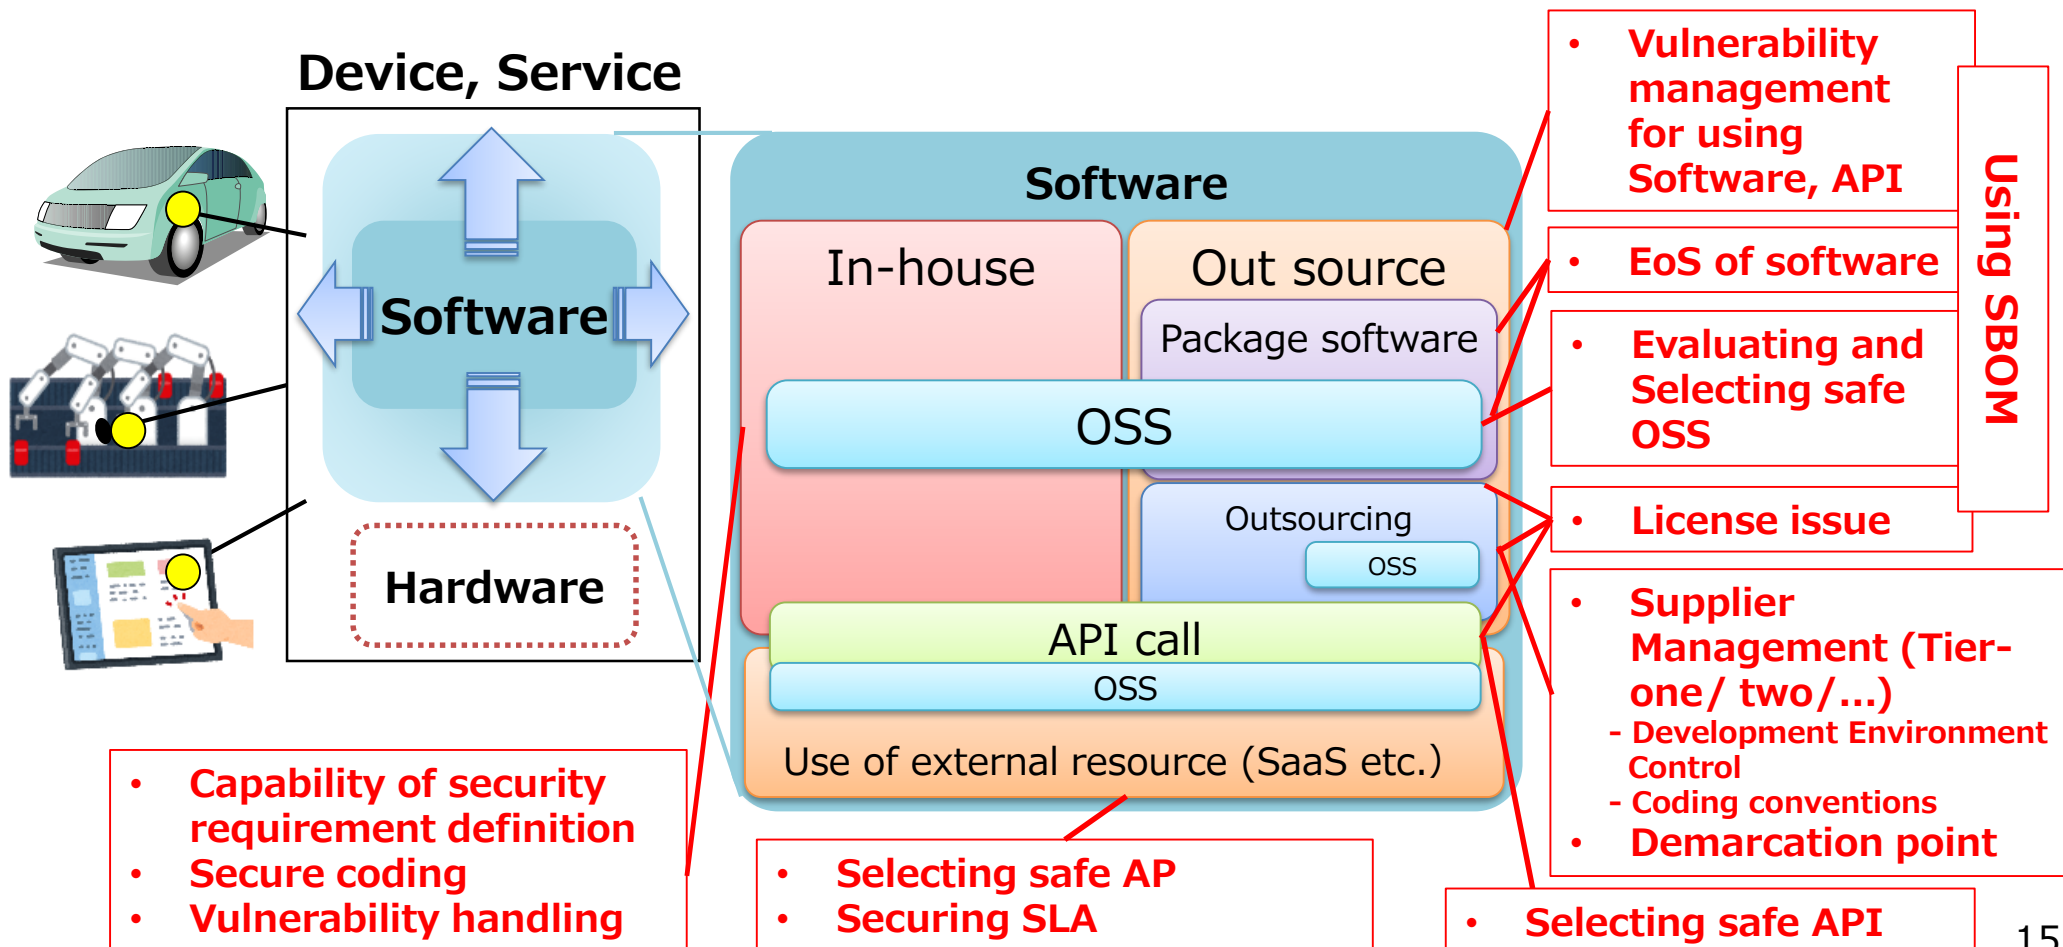 Device, Service
Software
Hardware
Software
In-house
Out source
Package software
OSS
Outsourcing
OSS
API call
OSS
Use of external resource (SaaS etc.)
• Vulnerability
management
for using
Software, API
• EoS of software
• Evaluating and
Selecting safe
OSS
• License issue
Using SBOM
• Supplier
Management (Tier-
one/ two/...)
- Development Environment
Control
- Coding conventions
• Demarcation point
• Capability of security
requirement definition
• Secure coding
• Vulnerability handling
• Selecting safe AP
• Securing SLA
• Selecting safe API
15